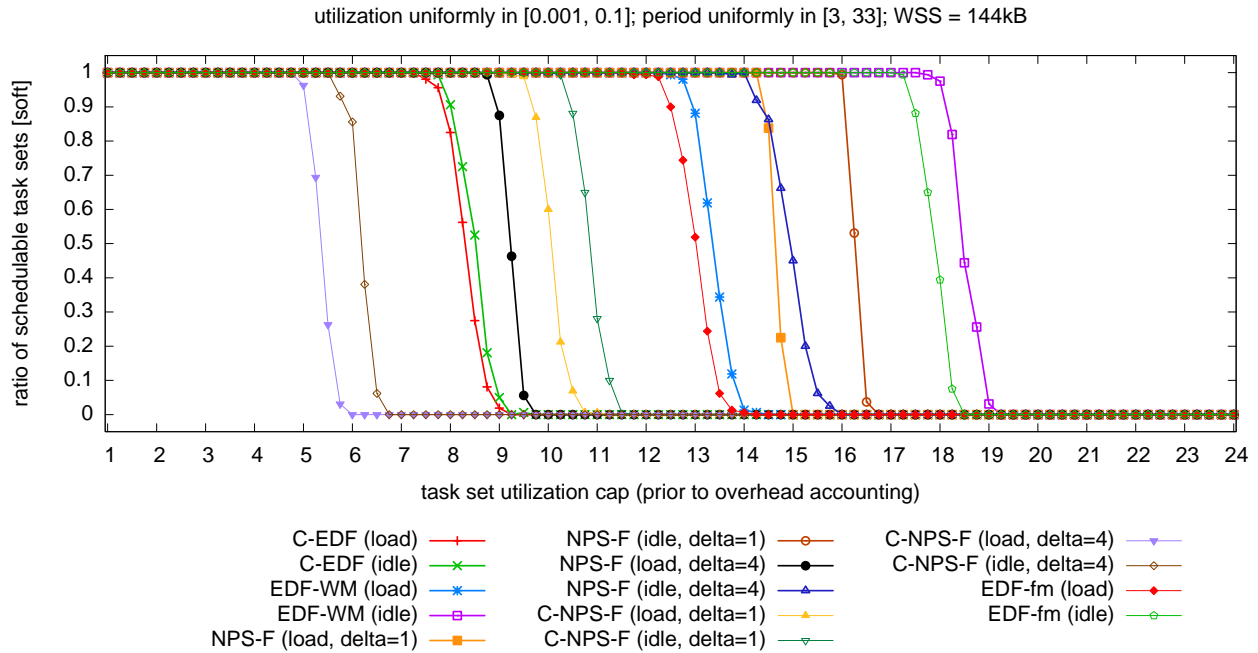 utilization uniformly in [0.001, 0.1]; period uniformly in [3, 33]; WSS = 144kB
ratio of schedulable task sets [soft]
1
0.9
0.8
0.7
0.6
0.5
0.4
0.3
0.2
0.1
0
1 2 3 4 5 6 7 8 9 10 11 12 13 14 15 16 17 18 19 20 21 22 23 24
task set utilization cap (prior to overhead accounting)
C-EDF (load)
C-EDF (idle)
EDF-WM (load)
EDF-WM (idle)
NPS-F (load, delta=1)
NPS-F (idle, delta=1)
NPS-F (load, delta=4)
NPS-F (idle, delta=4)
C-NPS-F (load, delta=1)
C-NPS-F (idle, delta=1)
C-NPS-F (load, delta=4)
C-NPS-F (idle, delta=4)
EDF-fm (load)
EDF-fm (idle)